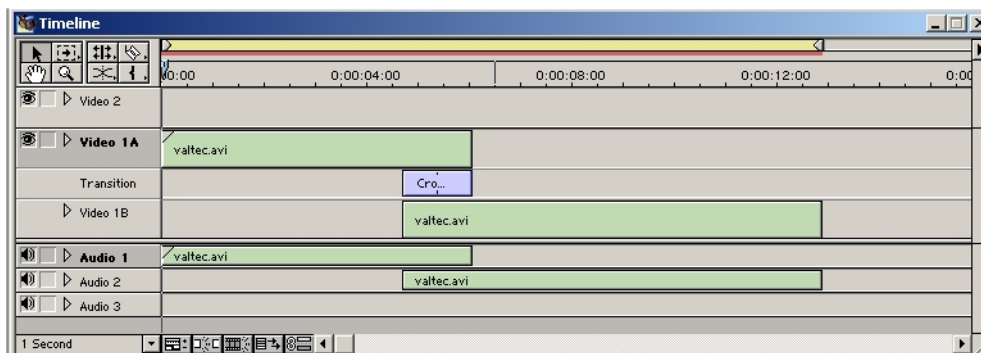 Timeline
0:00 0:00:04:00 0:00:08:00 0:00:12:00 0:00
Video 2
Video 1A valtec.avi
Transition Cro...
Video 1B valtec.avi
Audio 1 valtec.avi
Audio 2 valtec.avi
Audio 3
1 Second